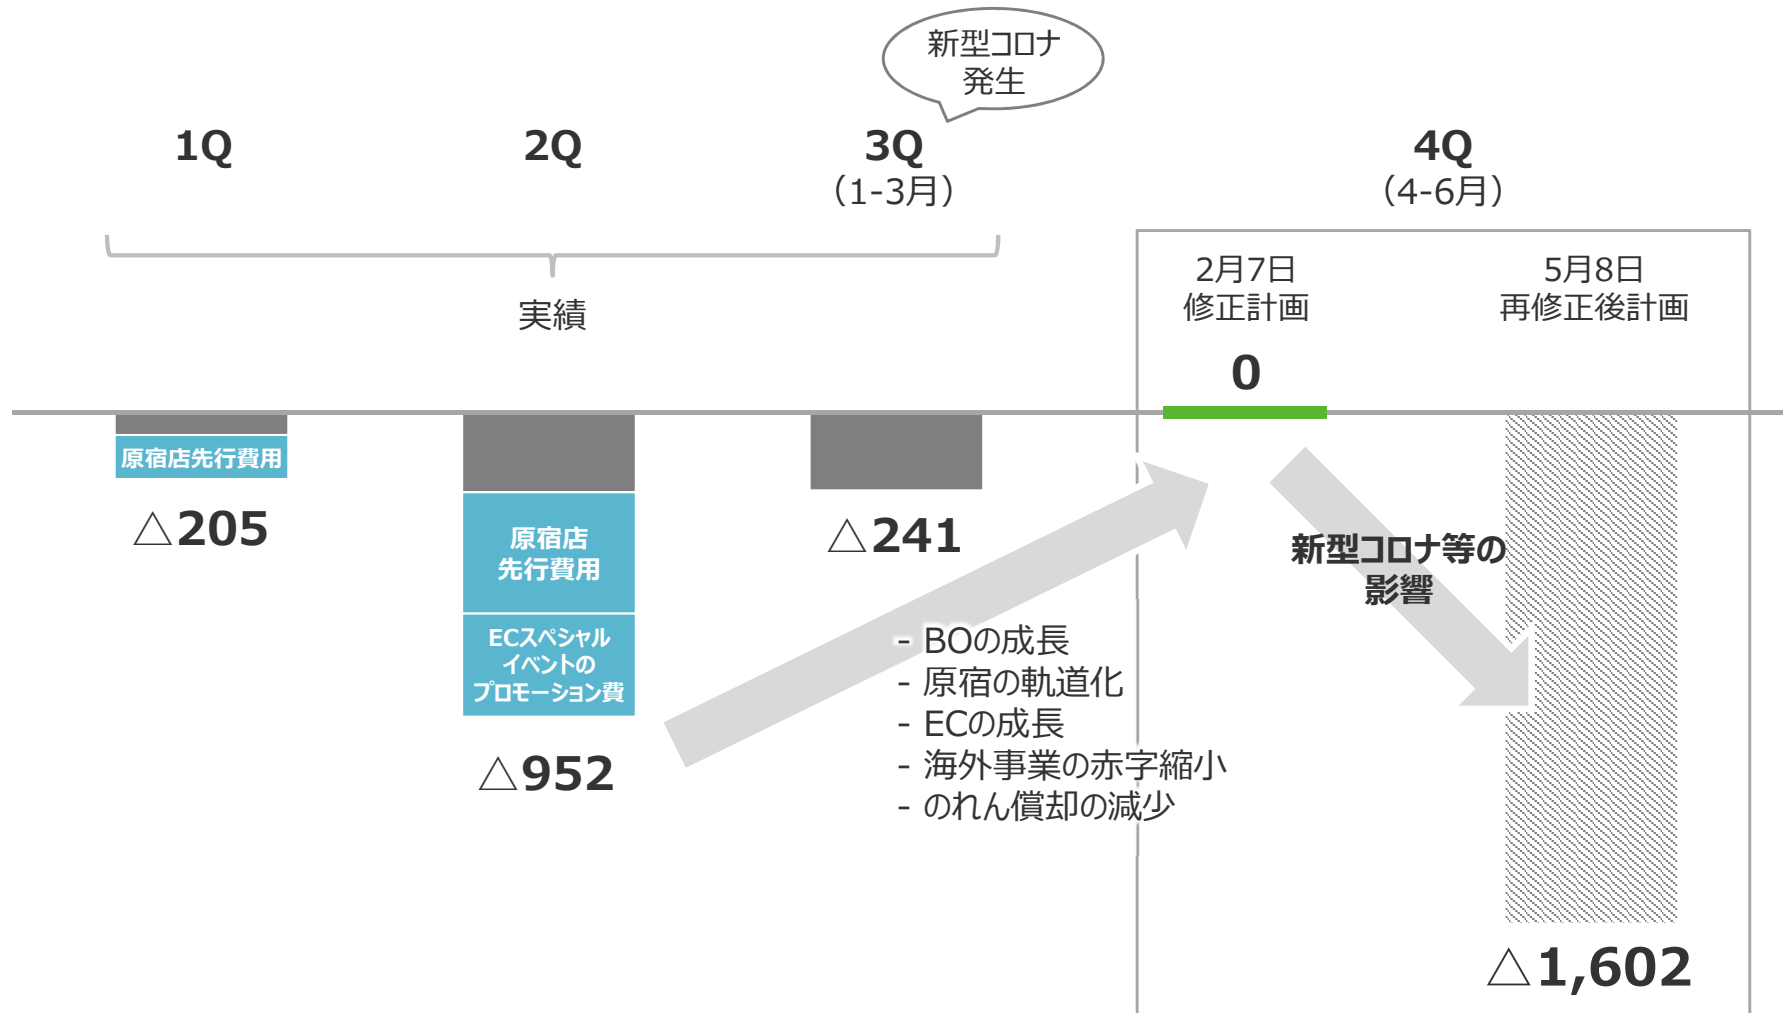 新型コロナ
発生
1Q
2Q
3Q
（1-3月）
4Q
（4-6月）
実績
2月7日
修正計画
5月8日
再修正後計画
0
原宿店先行費用
△205
原宿店
先行費用
ECスペシャル
イベントの
プロモーション費
△952
△241
- BOの成長
- 原宿の軌道化
- ECの成長
- 海外事業の赤字縮小
- のれん償却の減少
新型コロナ等の
影響
△1,602